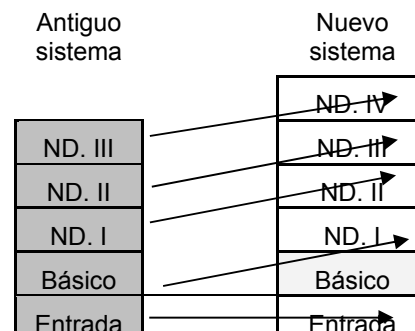 Antiguo
sistema
ND. III
ND. II
ND. I
Básico
Entrada
Nuevo
sistema
ND. IV
ND. III
ND. II
ND. I
Básico
Entrada